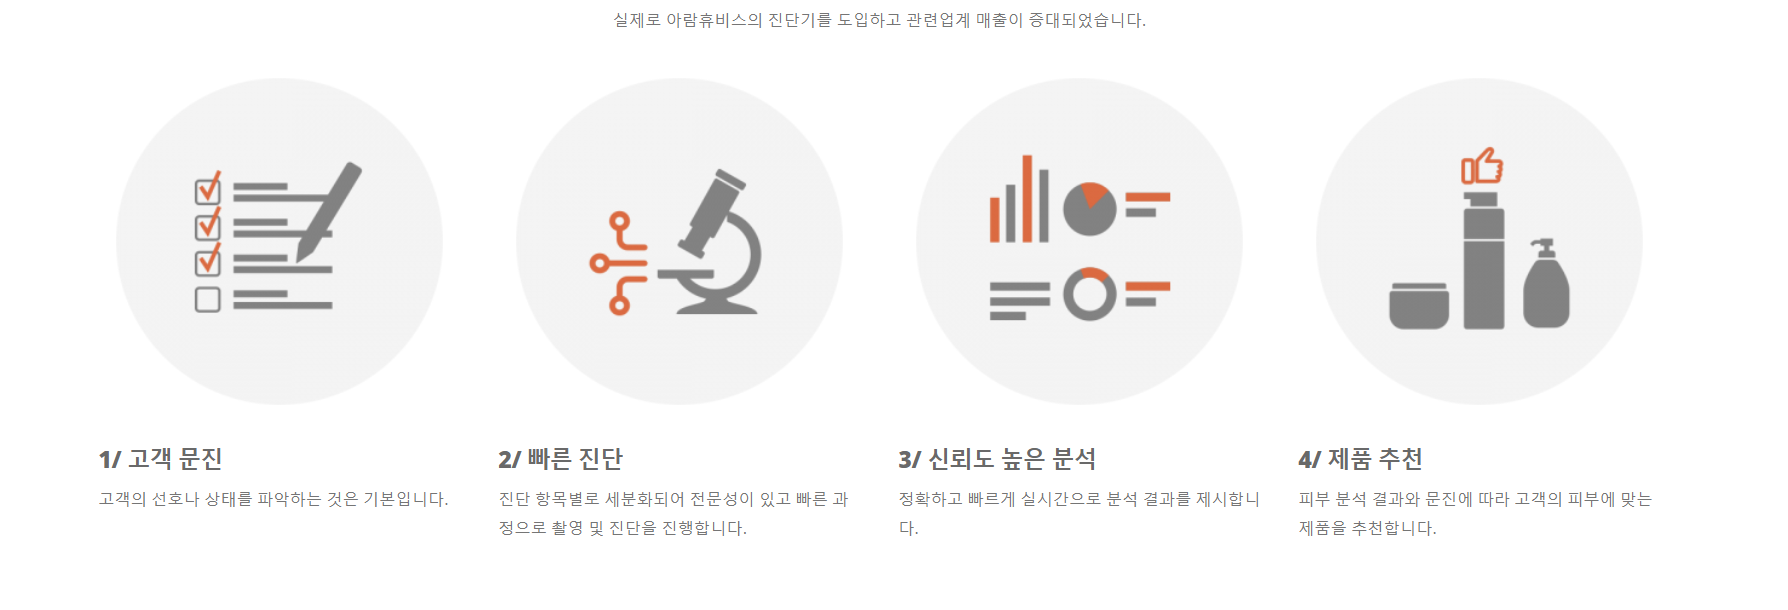 실제로 아람휴비스의 진단기를 도입하고 관련업계 매출이 증대되었습니다.
1/ 고객 문진
고객의 선호나 상태를 파악하는 것은 기본입니다.
2/ 빠른 진단
진단 항목별로 세분화되어 전문성이 있고 빠른 과
정으로 촬영 및 진단을 진행합니다.
3/ 신뢰도 높은 분석
정확하고 빠르게 실시간으로 분석 결과를 제시합니
다.
4/ 제품 추천
피부 분석 결과와 문진에 따라 고객의 피부에 맞는
제품을 추천합니다.